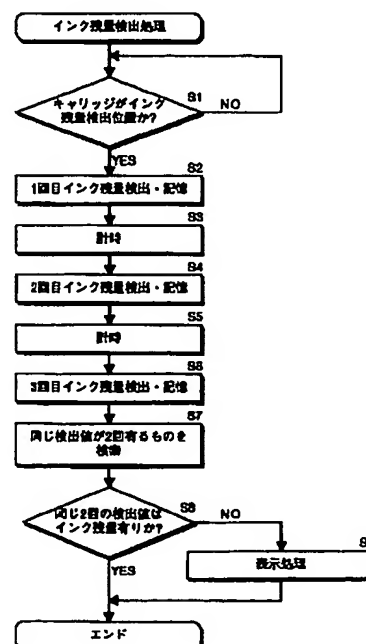 インク残量検出処理
キャリッジがインク
残量検出位置か?
S1
NO
YES
S2
1回目インク残量検出・記憶
S3
計時
S4
2回目インク残量検出・記憶
S5
計時
S6
3回目インク残量検出・記憶
S7
同じ検出値が2回有るものを
検索
同じ2回の検出値は
インク残量有りか?
S8
NO
YES
S
表示処理
エンド